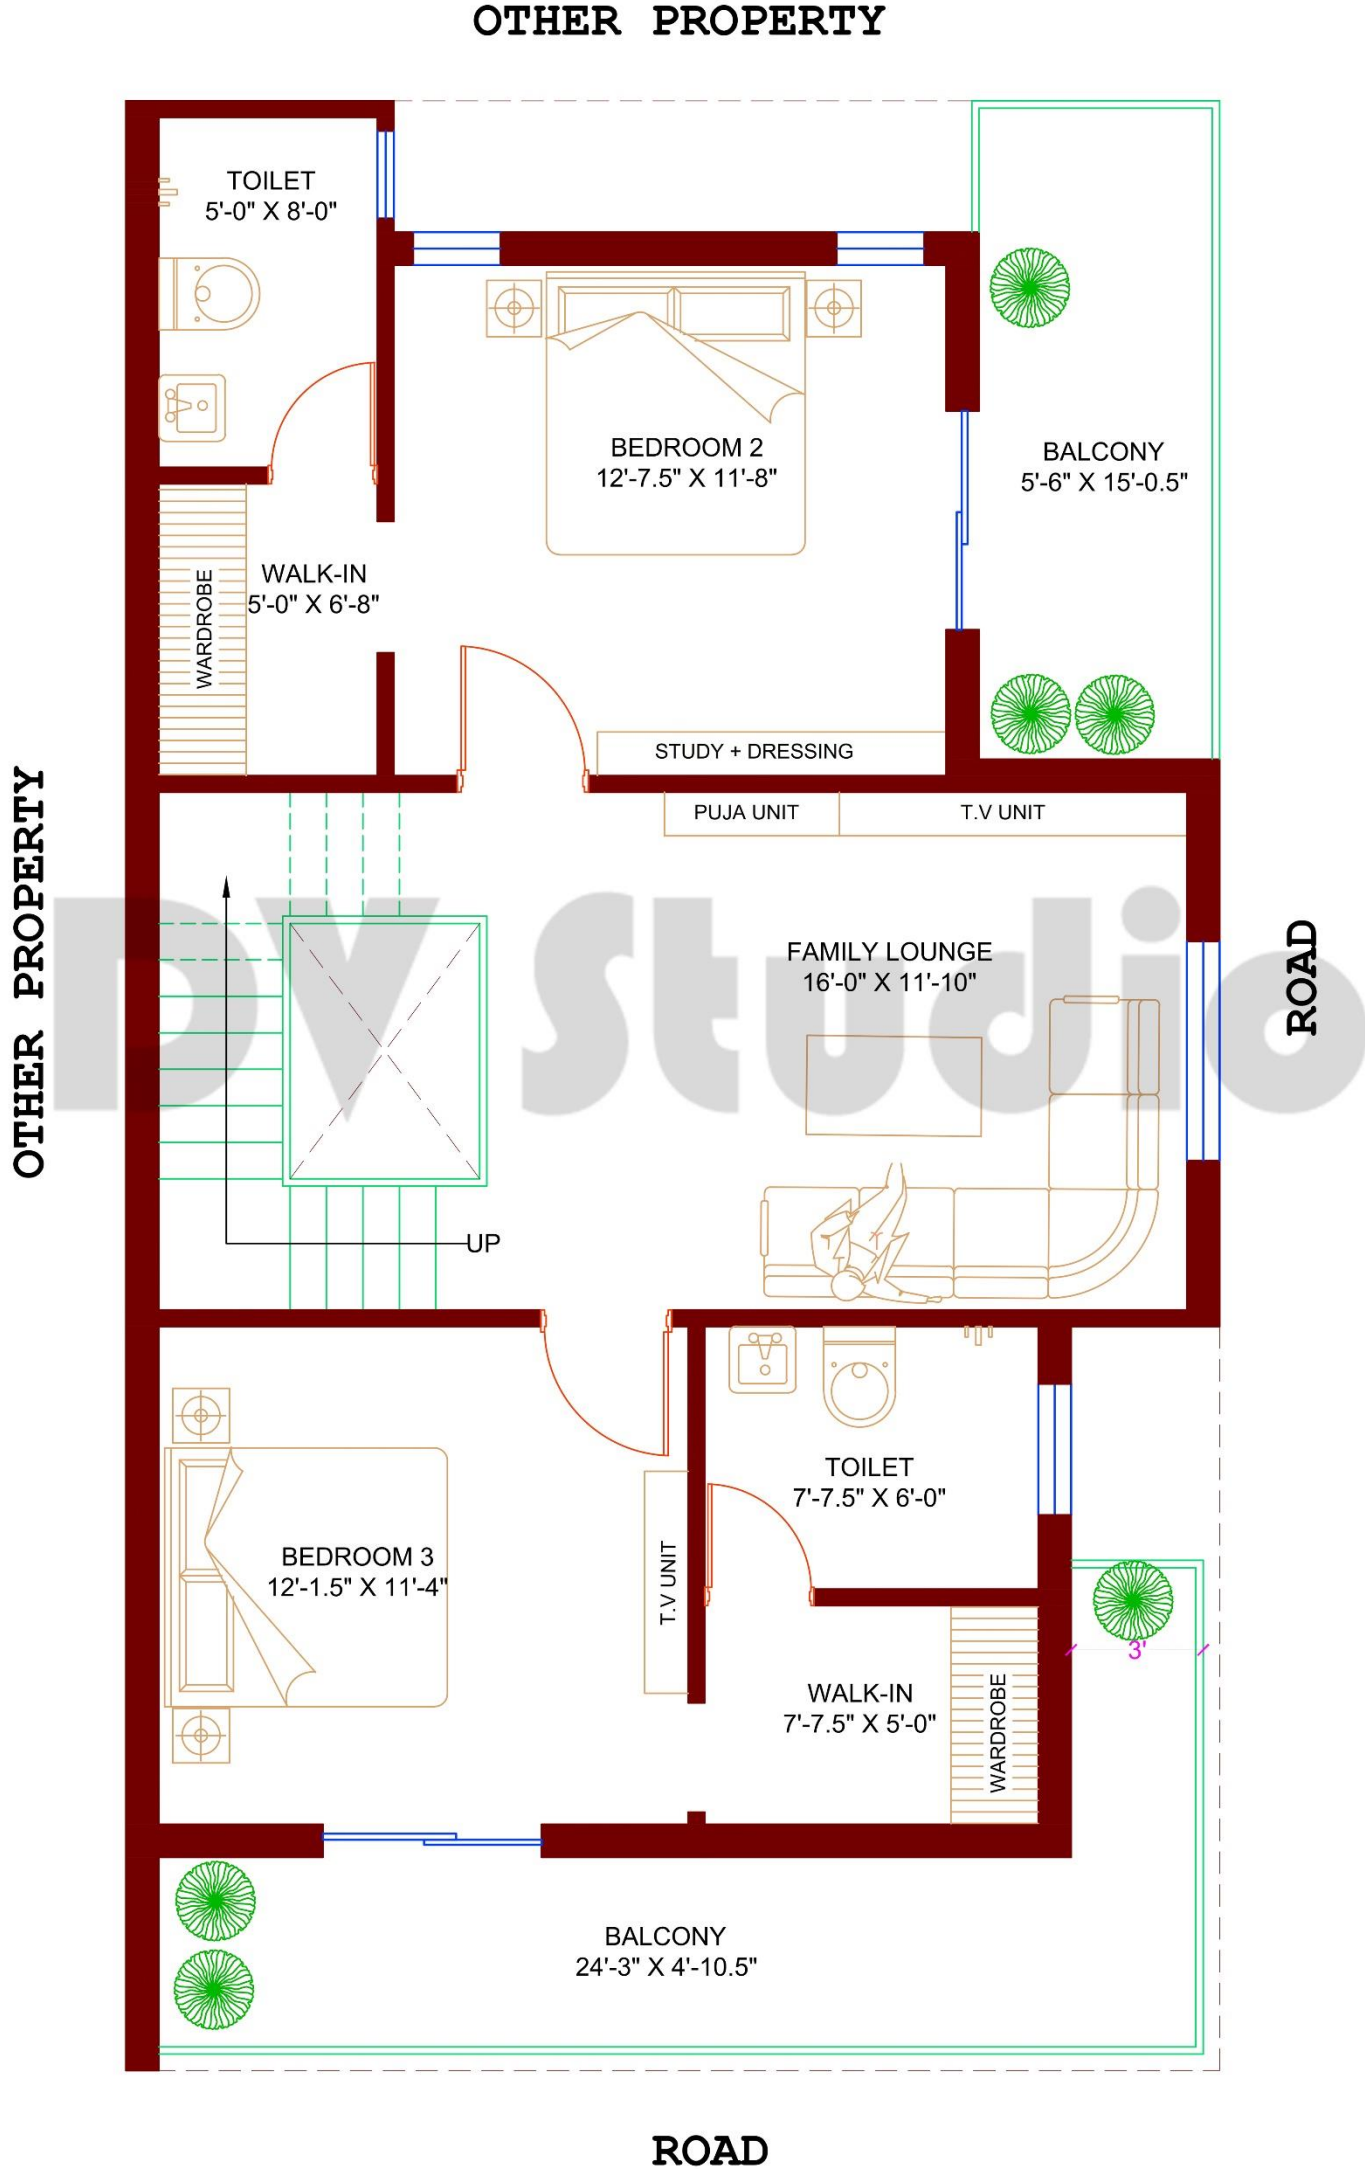 OTHER PROPERTY
TOILET
5'-0" X 8'-0"
BEDROOM 2
12'-7.5" X 11'-8"
BALCONY
5'-6" X 15'-0.5"
WALK-IN
5'-0" X 6'-8"
WARDROBE
STUDY + DRESSING
PUJA UNIT
T.V UNIT
OTHER PROPERTY
DV Studio
FAMILY LOUNGE
16'-0" X 11'-10"
ROAD
UP
TOILET
7'-7.5" X 6'-0"
BEDROOM 3
12'-1.5" X 11'-4"
T.V UNIT
3'
WALK-IN
7'-7.5" X 5'-0"
WARDROBE
BALCONY
24'-3" X 4'-10.5"
ROAD